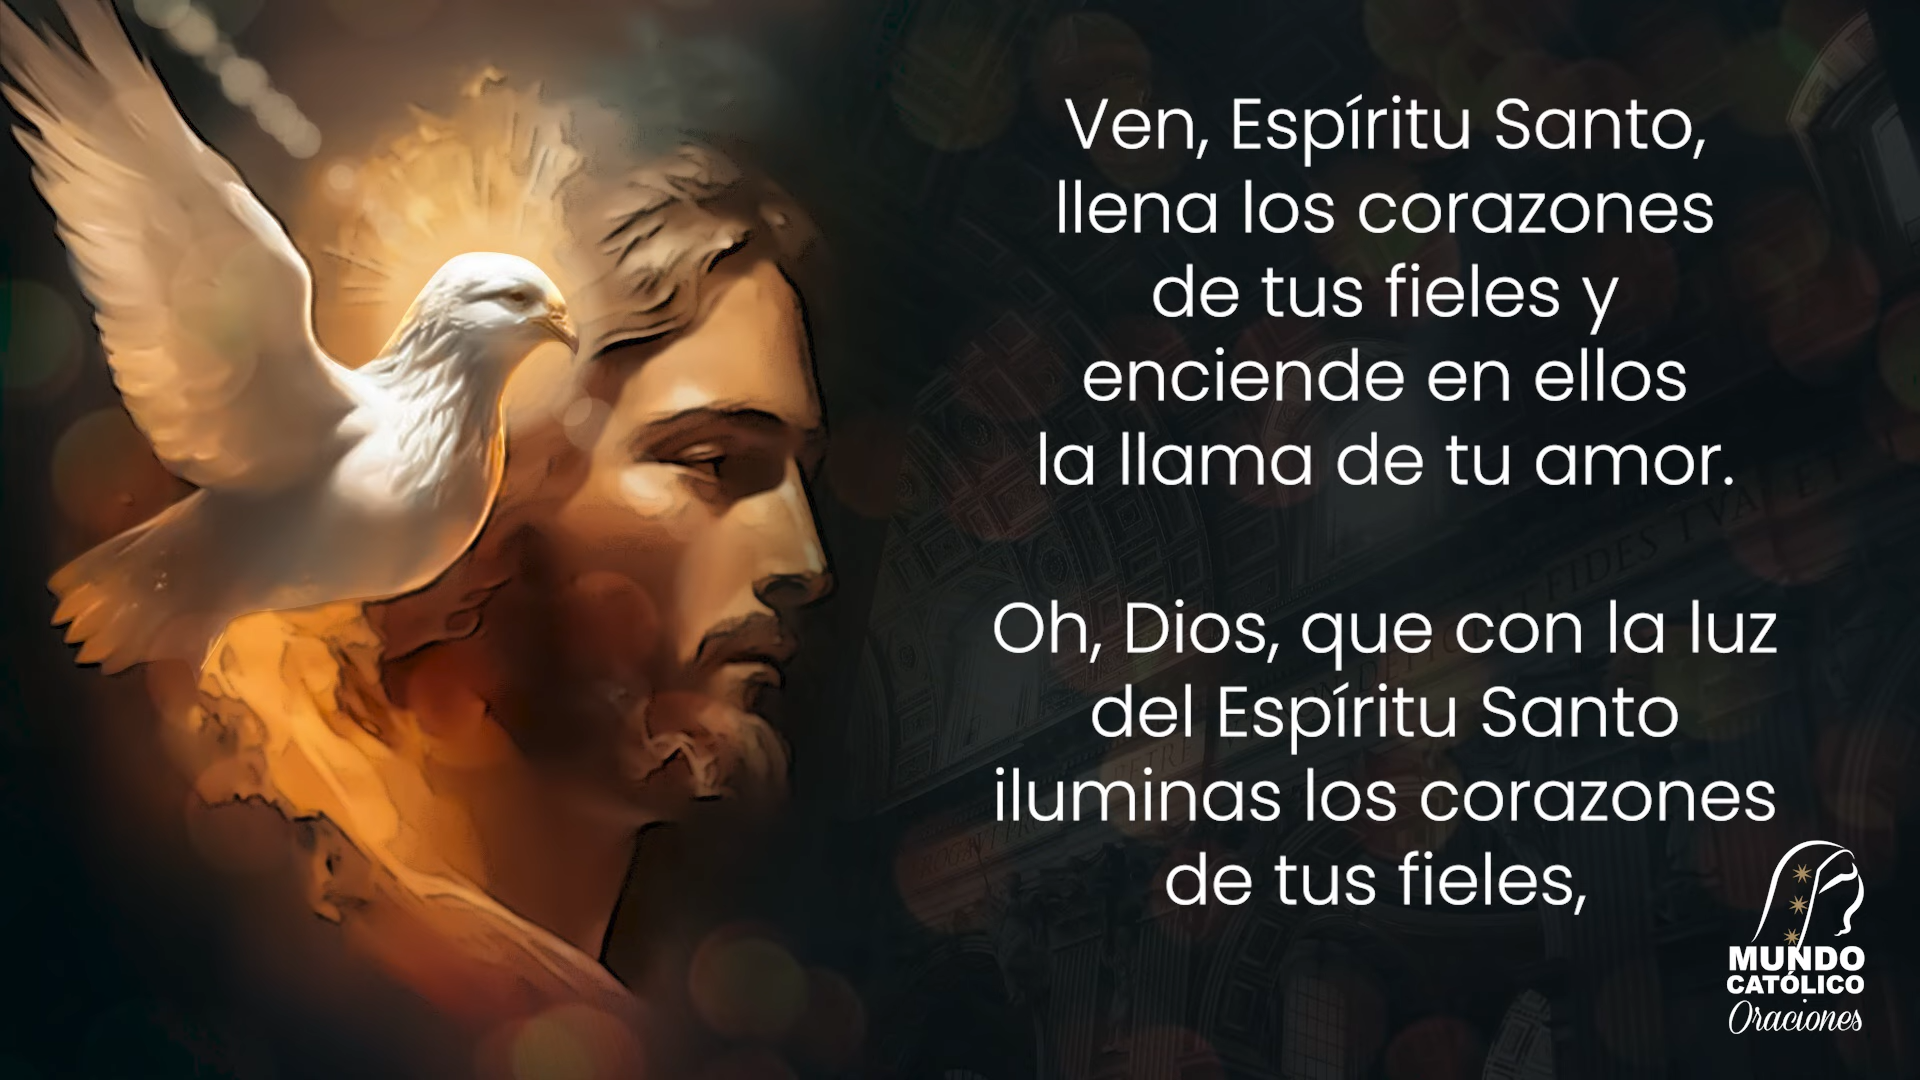 Ven, Espíritu Santo,
llena los corazones
de tus fieles y
enciende en ellos
la llama de tu amor.
Oh, Dios, que con la luz
del Espíritu Santo
iluminas los corazones
de tus fieles,
MUNDO
CATÓLICO
Oraciones